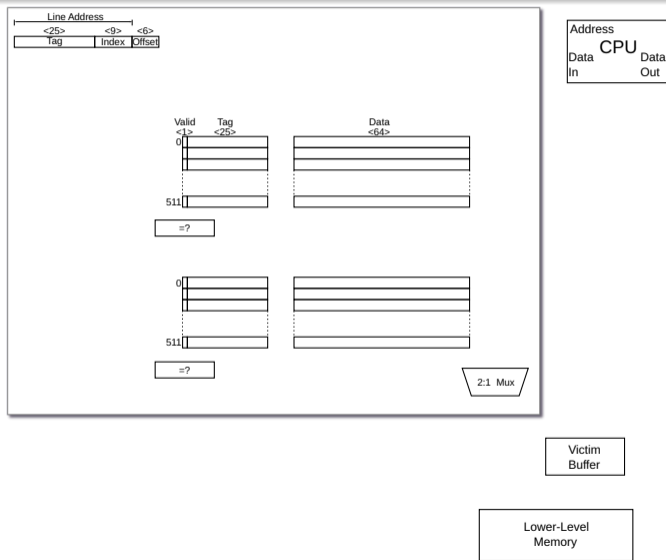 Line Address
<25> <9> <6>
Tag Index Offset
Address
CPU
Data Data
In Out
Valid Tag Data
<1> <25> <64>
0
511
=?
0
511
=?
2:1 Mux
Victim
Buffer
Lower-Level
Memory